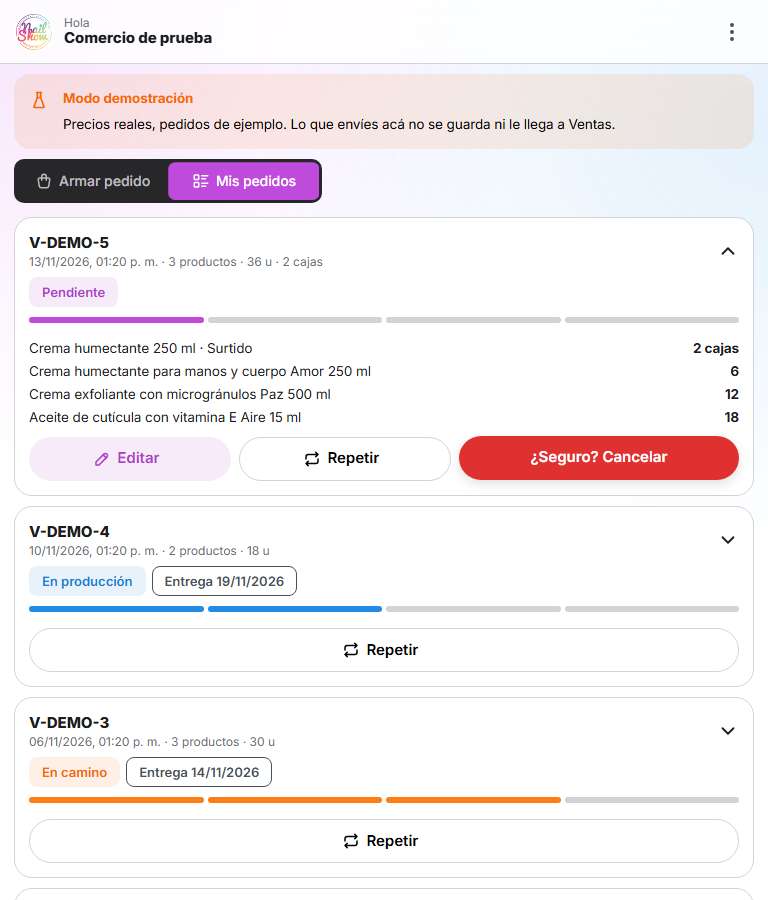 Nail Show
Hola
Comercio de prueba
Modo demostración
Precios reales, pedidos de ejemplo. Lo que envíes acá no se guarda ni le llega a Ventas.
Armar pedido
Mis pedidos
V-DEMO-5
13/11/2026, 01:20 p. m. · 3 productos · 36 u · 2 cajas
Pendiente
Crema humectante 250 ml · Surtido 2 cajas
Crema humectante para manos y cuerpo Amor 250 ml 6
Crema exfoliante con microgránulos Paz 500 ml 12
Aceite de cutícula con vitamina E Aire 15 ml 18
Editar Repetir ¿Seguro? Cancelar
V-DEMO-4
10/11/2026, 01:20 p. m. · 2 productos · 18 u
En producción Entrega 19/11/2026
Repetir
V-DEMO-3
06/11/2026, 01:20 p. m. · 3 productos · 30 u
En camino Entrega 14/11/2026
Repetir